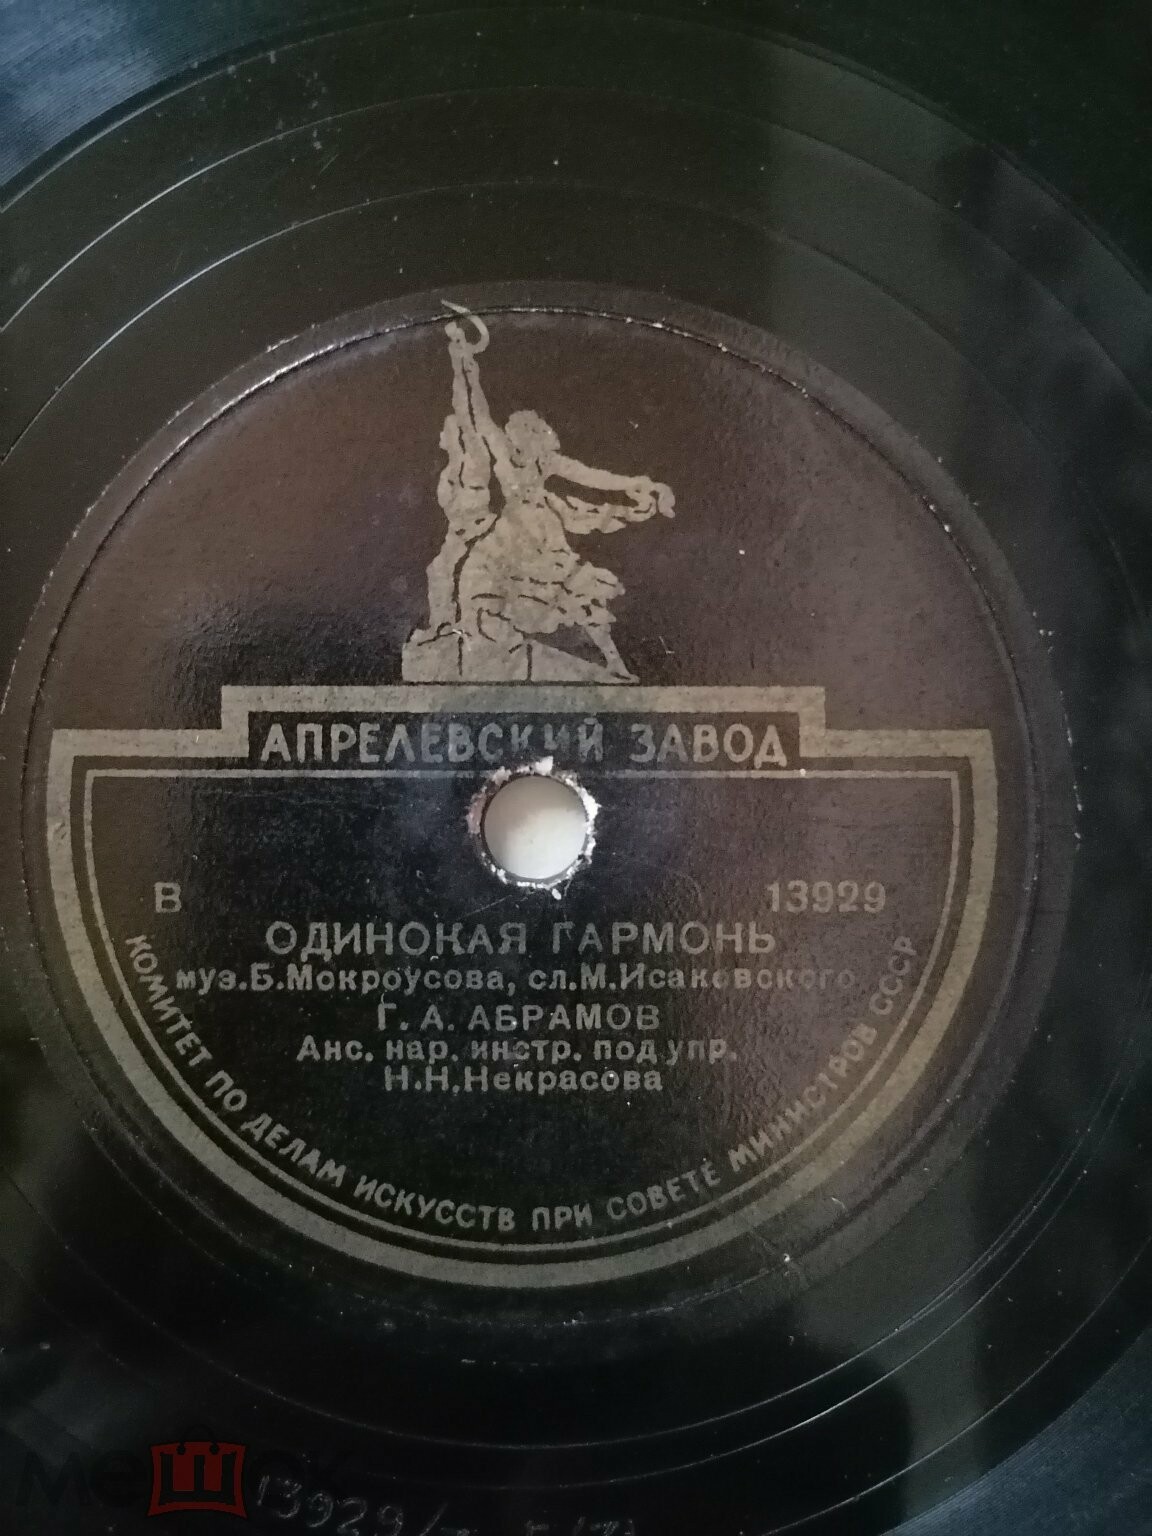 АПРЕЛЕВСКИЙ ЗАВОД
В 13929
ОДИНОКАЯ ГАРМОНЬ
муз.Б.Мокроусова, сл.М.Исаковского
Г. А. АБРАМОВ
Анс. нар. инстр. под упр.
Н.Н.Некрасова
КОМИТЕТ ПО ДЕЛАМ ИСКУССТВ ПРИ СОВЕТЕ МИНИСТРОВ СССР
мешок